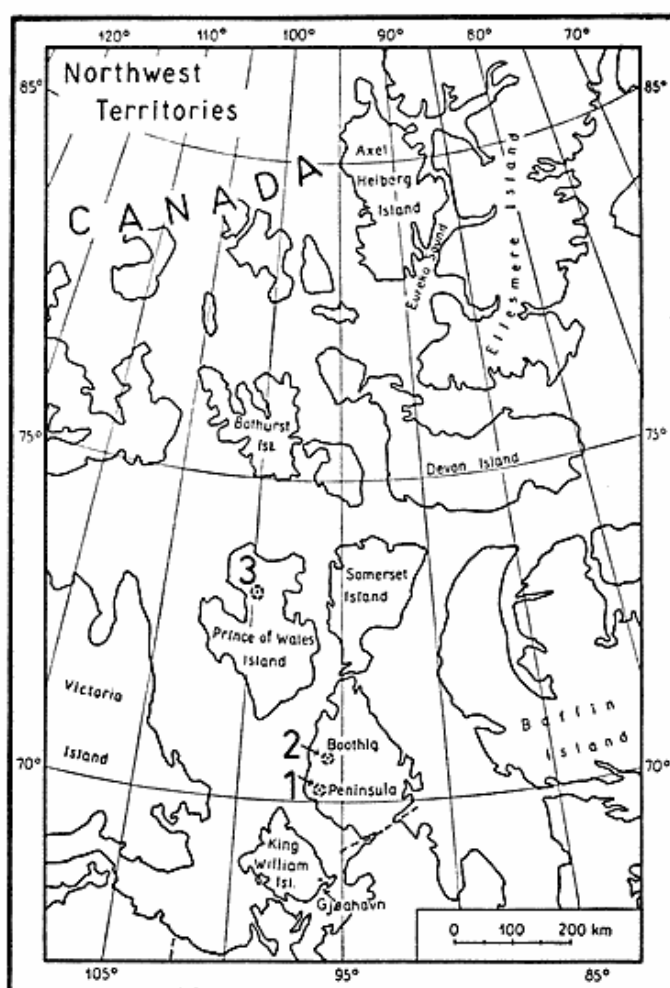 120° 110° 100° 90° 80° 70°
85° 85°
Northwest
Territories
CANADA
Axel
Heiberg
Island
Eureka Sound
Ellesmere Island
Bathurst
Isl.
75° 75°
Devon Island
3
Somerset
Island
Prince of Wales
Island
Victoria
Island
Baffin
Island
2 Boothia
1 Peninsula
70° 70°
King
William
Isl.
Gjøahavn
0 100 200 km
105° 95° 85°